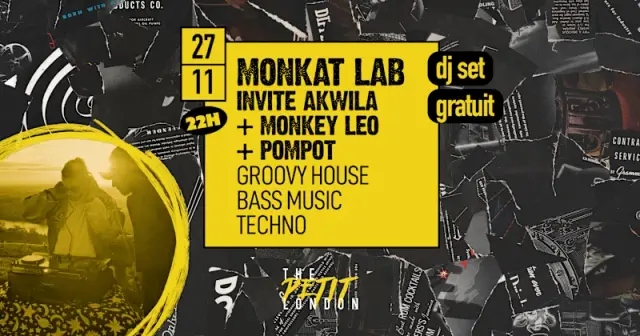 27
11
22H
MONKAT LAB
INVITE AKWILA
+ MONKEY LEO
+ POMPOT
GROOVY HOUSE
BASS MUSIC
TECHNO
dj set
gratuit
THE
PETIT
LONDON